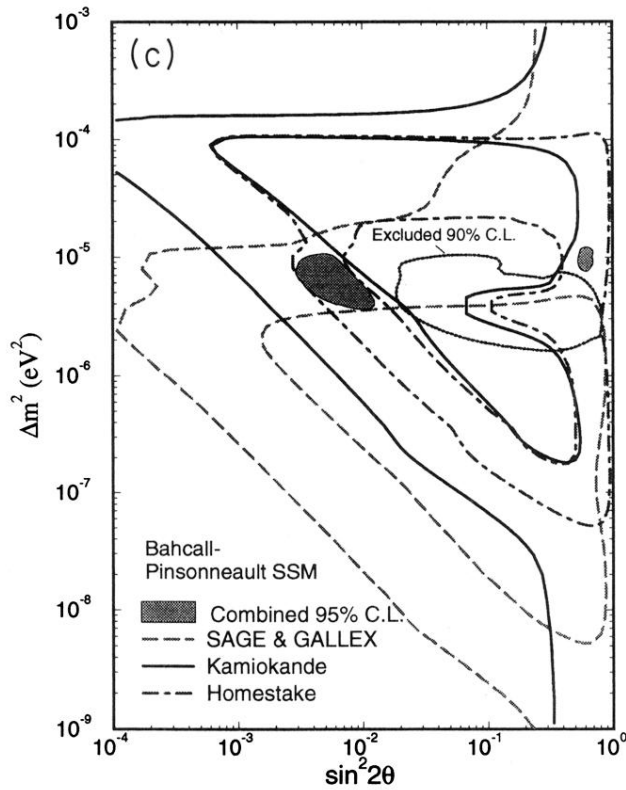 (c)
10⁻³
10⁻⁴
10⁻⁵
10⁻⁶
10⁻⁷
10⁻⁸
10⁻⁹
Δm² (eV²)
Excluded 90% C.L.
Bahcall-
Pinsonneault SSM
Combined 95% C.L.
SAGE & GALLEX
Kamiokande
Homestake
10⁻⁴ 10⁻³ 10⁻² 10⁻¹ 10⁰
sin²2θ